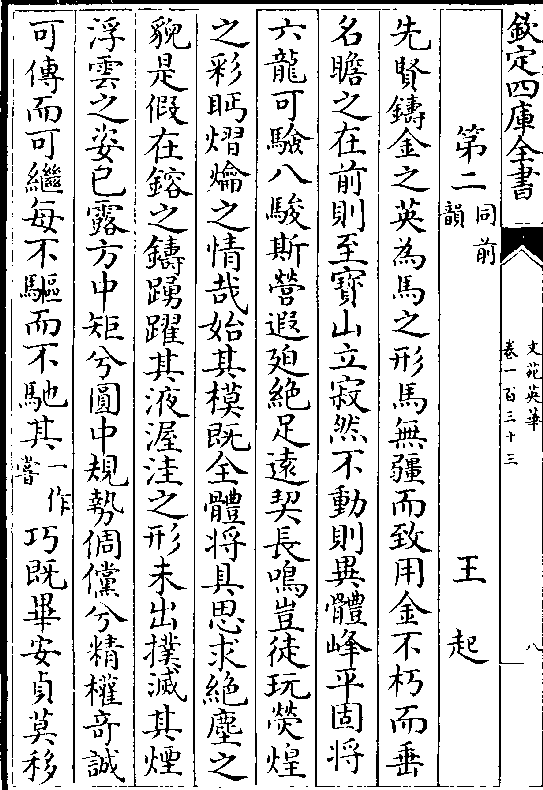 欽定四庫全書
文苑英華
卷一百三十三
八
第二同前韻　王起
先賢鑄金之英為馬之形馬無疆而致用金不朽而垂
名瞻之在前則至寶山立寂然不動則異體峰平固將
六龍可驗八駿斯營遐殆絶足遠契長鳴豈徒玩熒煌
之彩眄熠爚之情哉始其模既全體將具思求絶塵之
貌是假在鎔之鑄踴躍其液渥洼之形未出撲滅其煙
浮雲之姿已露方中矩兮圓中規勢倜儻兮精權奇誠
可傳而可繼每不驅而不馳其一作嘗巧既畢安貞莫移